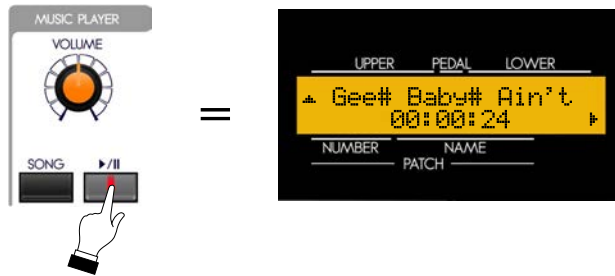 MUSIC PLAYER
VOLUME
SONG ▶/II
=
UPPER PEDAL LOWER
Gee# Baby# Ain't
00:00:24
NUMBER NAME
PATCH